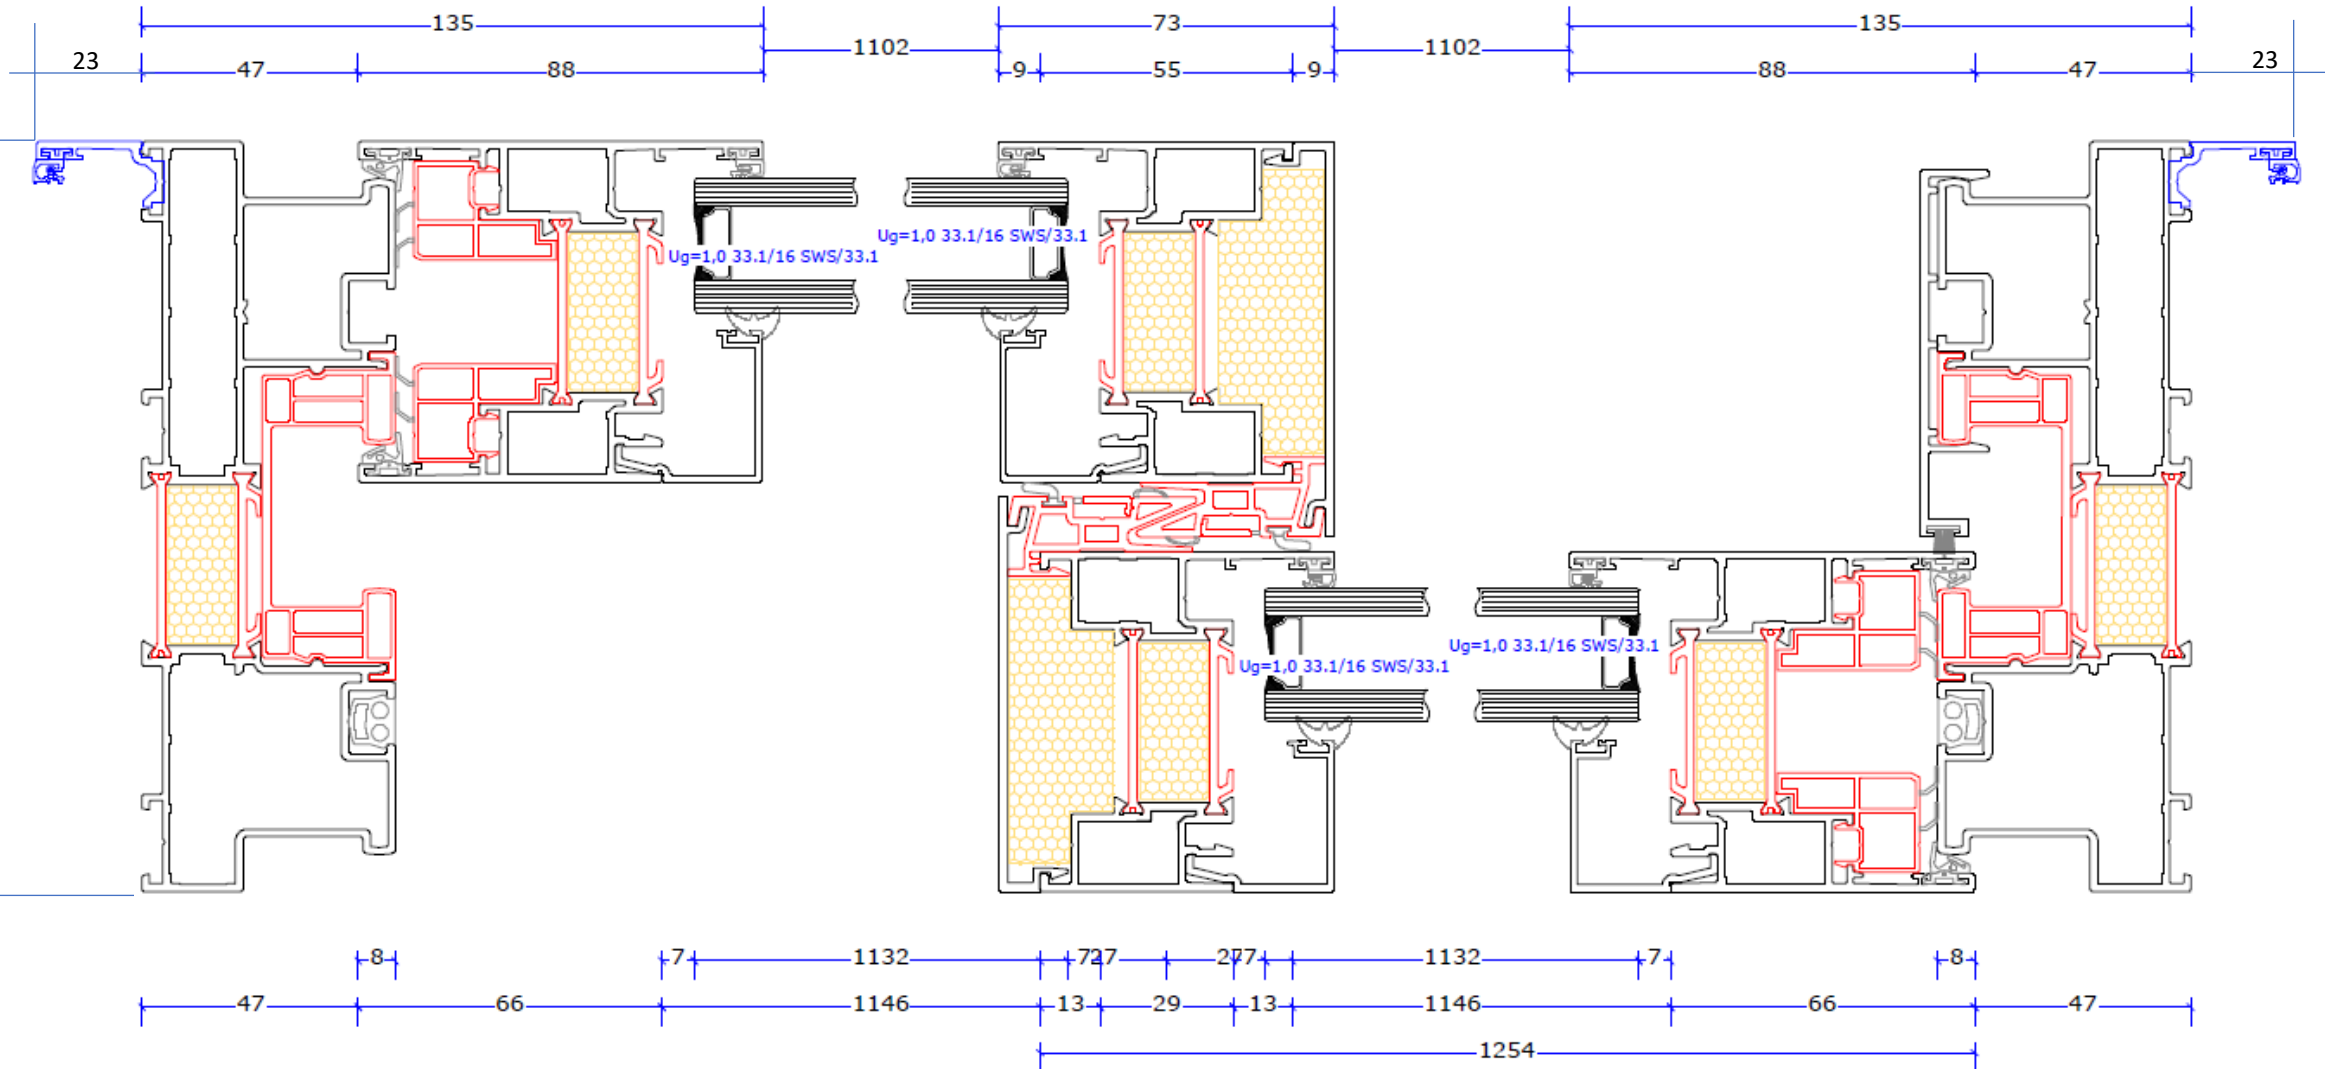 135 73 135
1102 1102
23 47 88 9 55 9 88 47 23
Ug=1,0 33.1/16 SWS/33.1
Ug=1,0 33.1/16 SWS/33.1
Ug=1,0 33.1/16 SWS/33.1
Ug=1,0 33.1/16 SWS/33.1
8 7 1132 7 27 27 7 1132 7 8
47 66 1146 13 29 13 1146 66 47
1254